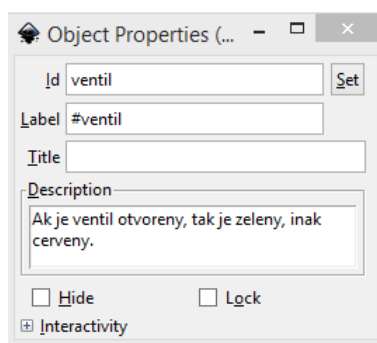 Object Properties (...
Id ventil Set
Label #ventil
Title
Description
Ak je ventil otvoreny, tak je zeleny, inak
cerveny.
Hide Lock
Interactivity